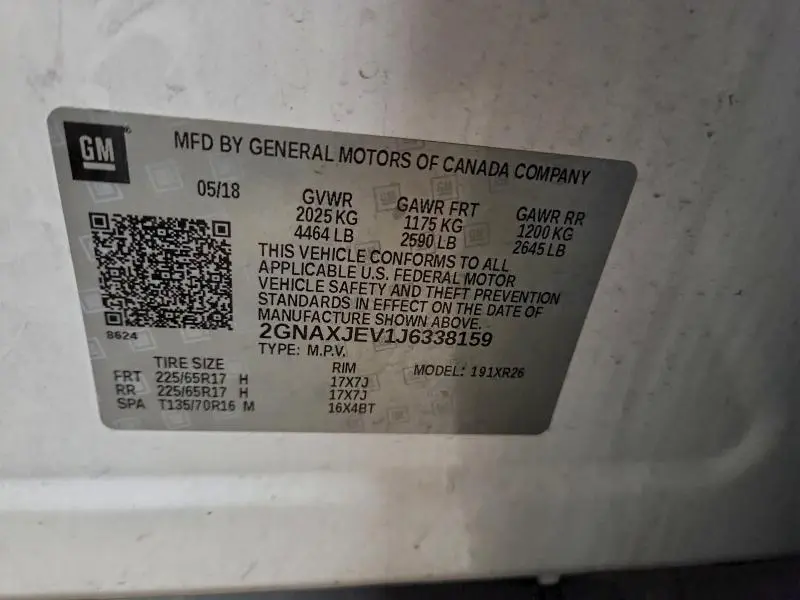 GM
MFD BY GENERAL MOTORS OF CANADA COMPANY
05/18
GVWR GAWR FRT GAWR RR
2025 KG 1175 KG 1200 KG
4464 LB 2590 LB 2645 LB
THIS VEHICLE CONFORMS TO ALL
APPLICABLE U.S. FEDERAL MOTOR
VEHICLE SAFETY AND THEFT PREVENTION
STANDARDS IN EFFECT ON THE DATE OF
MANUFACTURE SHOWN ABOVE.
2GNAXJEV1J6338159
8624
TYPE: M.P.V.
TIRE SIZE RIM MODEL: 191XR26
FRT 225/65R17 H 17X7J
RR 225/65R17 H 17X7J
SPA T135/70R16 M 16X4BT